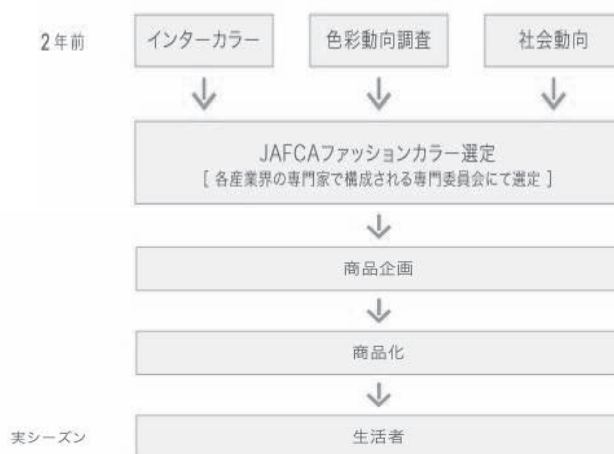 2年前
インターカラー
色彩動向調査
社会動向
JAFCAファッションカラー選定
[ 各産業界の専門家で構成される専門委員会にて選定 ]
商品企画
商品化
実シーズン
生活者